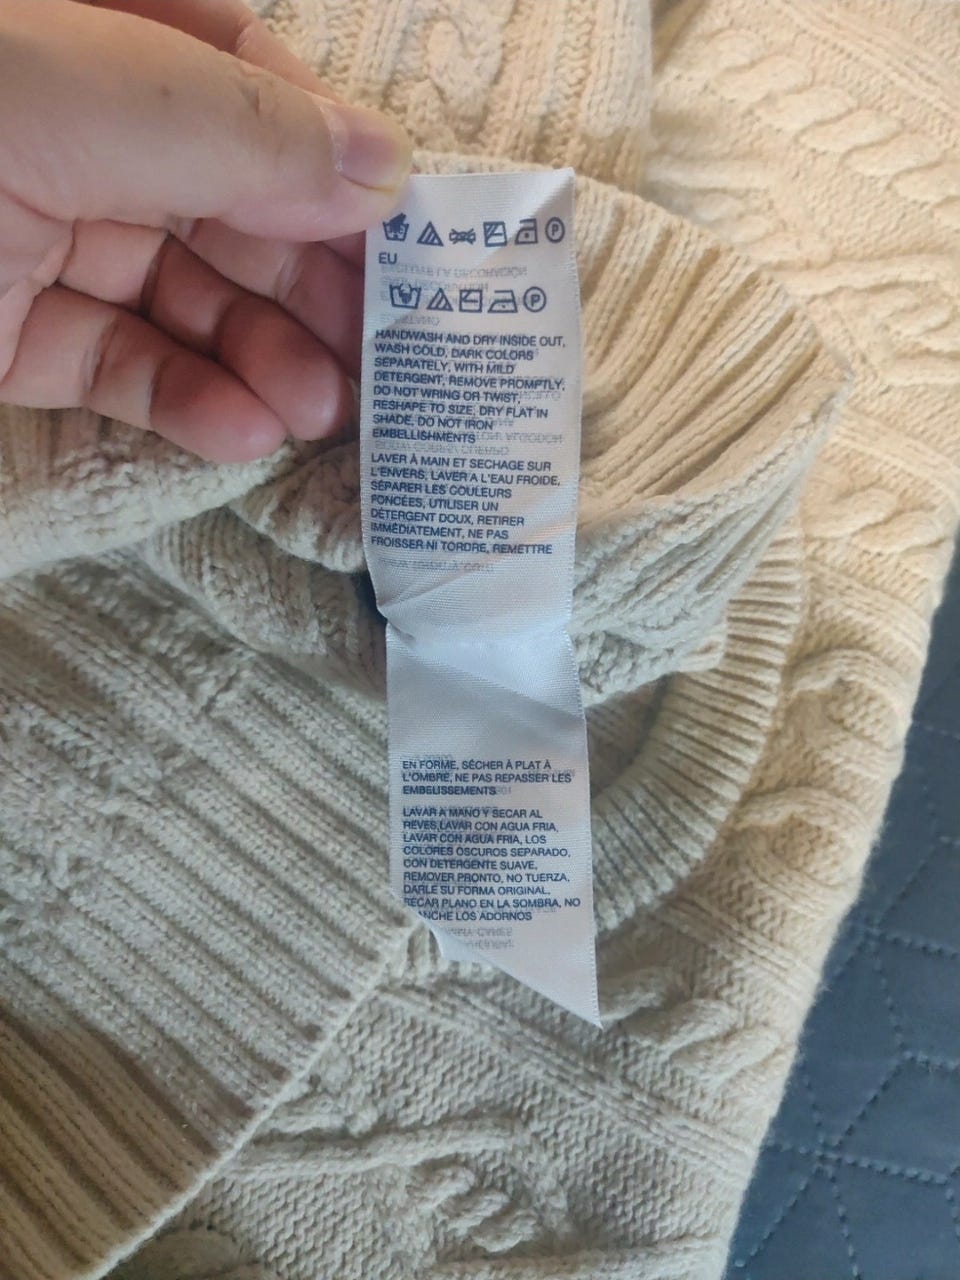 P
EU
P
HANDWASH AND DRY INSIDE OUT,
WASH COLD, DARK COLORS
SEPARATELY, WITH MILD
DETERGENT, REMOVE PROMPTLY,
DO NOT WRING OR TWIST,
RESHAPE TO SIZE, DRY FLAT IN
SHADE, DO NOT IRON
EMBELLISHMENTS
LAVER À MAIN ET SECHAGE SUR
L'ENVERS, LAVER A L'EAU FROIDE,
SÉPARER LES COULEURS
FONCÉES, UTILISER UN
DÉTERGENT DOUX, RETIRER
IMMÉDIATEMENT, NE PAS
FROISSER NI TORDRE, REMETTRE
EN FORME, SÉCHER À PLAT À
L'OMBRE, NE PAS REPASSER LES
EMBELISSEMENTS
LAVAR A MANO Y SECAR AL
REVES,LAVAR CON AGUA FRIA,
LAVAR CON AGUA FRIA, LOS
COLORES OSCUROS SEPARADO,
CON DETERGENTE SUAVE,
REMOVER PRONTO, NO TUERZA,
DARLE SU FORMA ORIGINAL,
ECAR PLANO EN LA SOMBRA, NO
ANCHE LOS ADORNOS